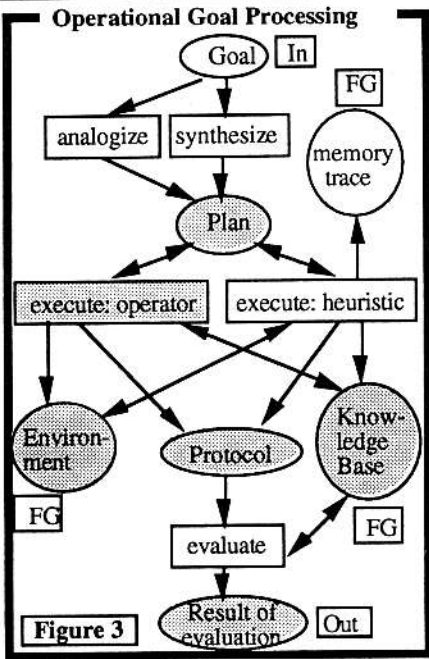 Operational Goal Processing
Goal
In
FG
analogize
synthesize
memory
trace
Plan
execute: operator
execute: heuristic
Environ-
ment
Protocol
Know-
ledge
Base
FG
FG
evaluate
Result of
evaluation
Out
Figure 3